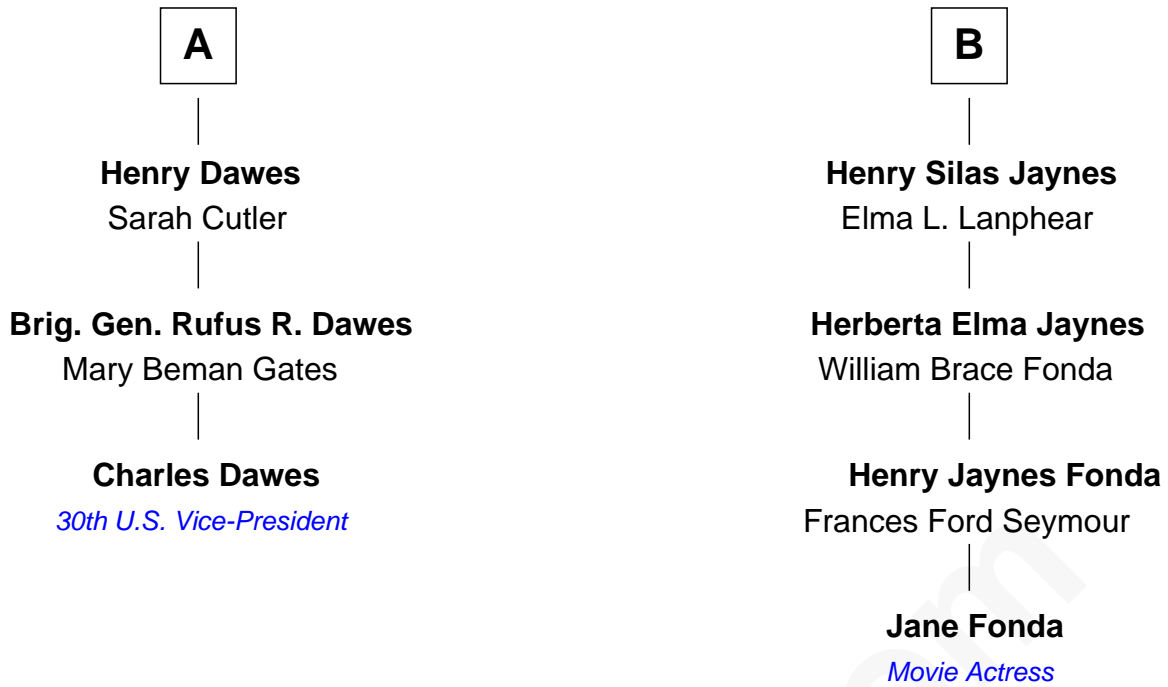 A
Henry Dawes
Sarah Cutler
Brig. Gen. Rufus R. Dawes
Mary Beman Gates
Charles Dawes
30th U.S. Vice-President
B
Henry Silas Jaynes
Elma L. Lanphear
Herberta Elma Jaynes
William Brace Fonda
Henry Jaynes Fonda
Frances Ford Seymour
Jane Fonda
Movie Actress